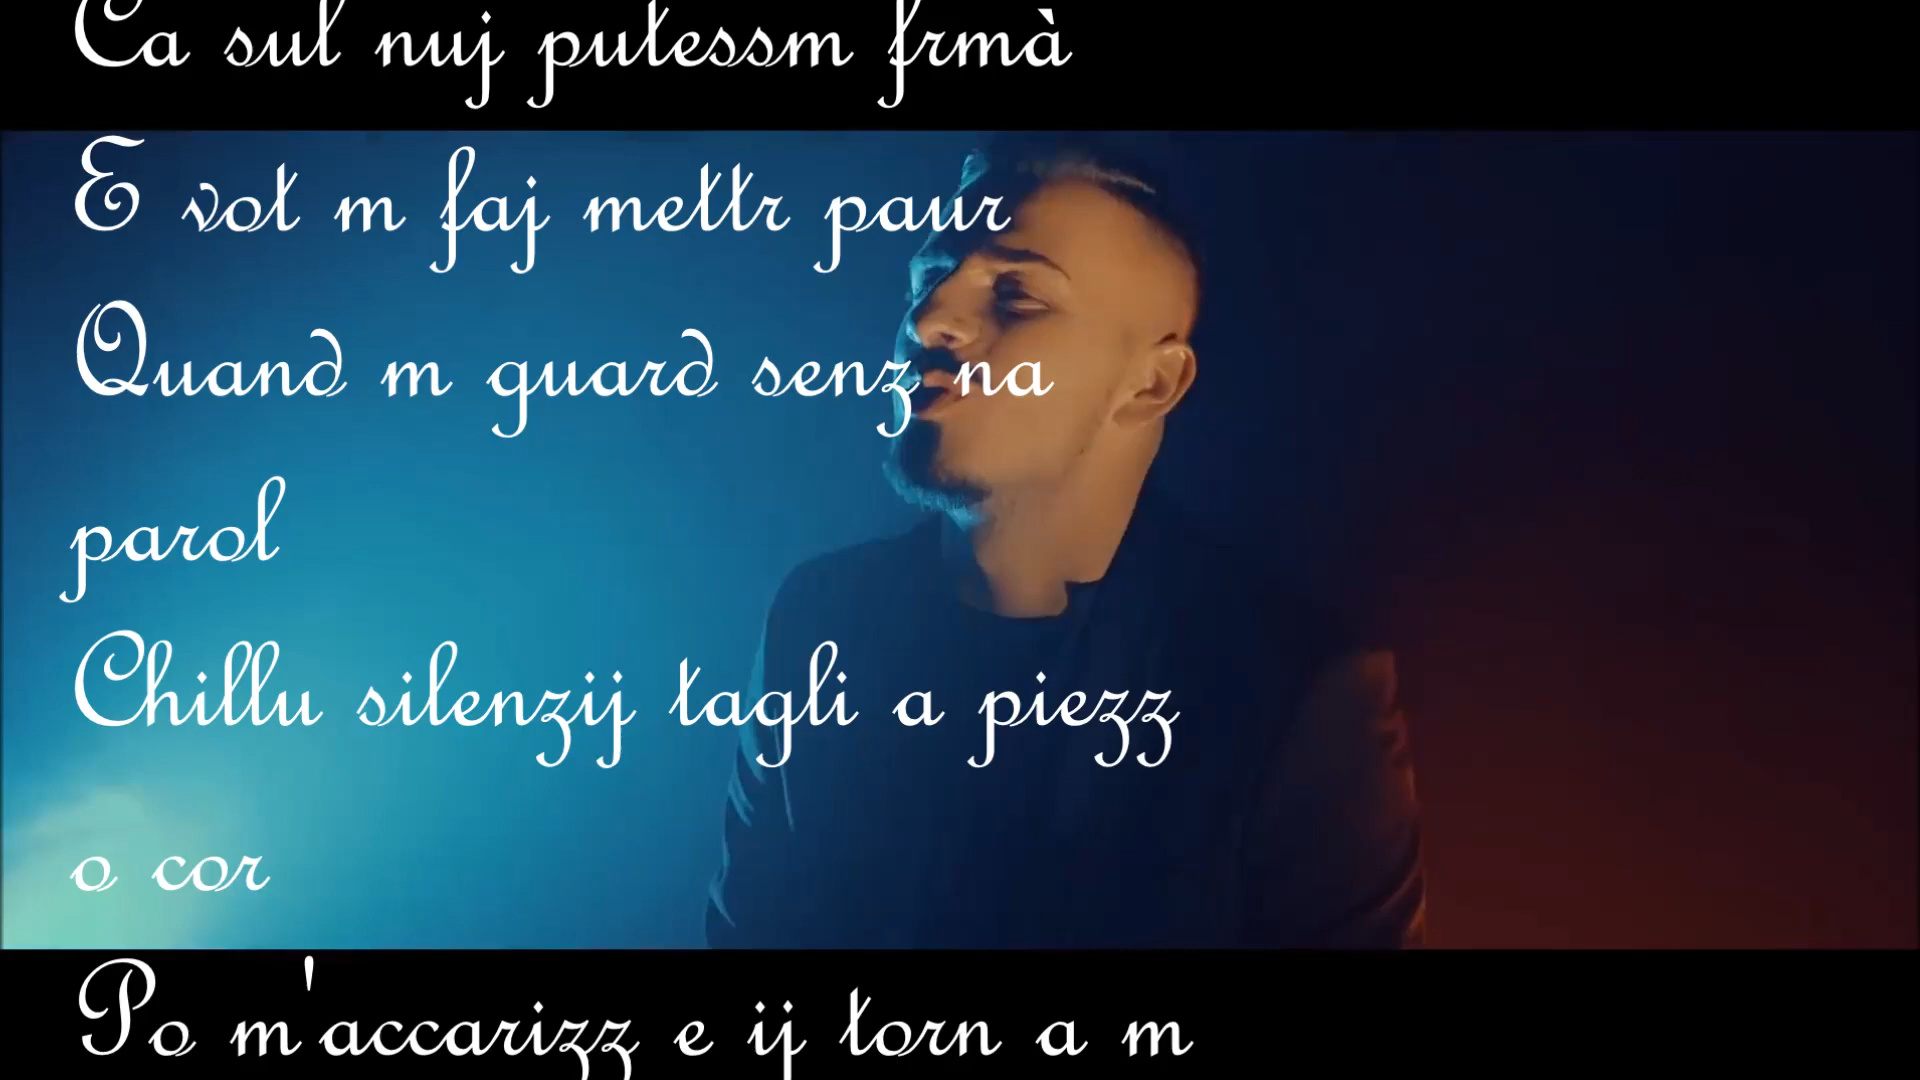 Ca sul nuj putessm frmà
E vot m faj mettr paur
Quand m guard senz na
parol
Chillu silenzij tagli a piezz
o cor
Po m'accarizz e ij torn a m